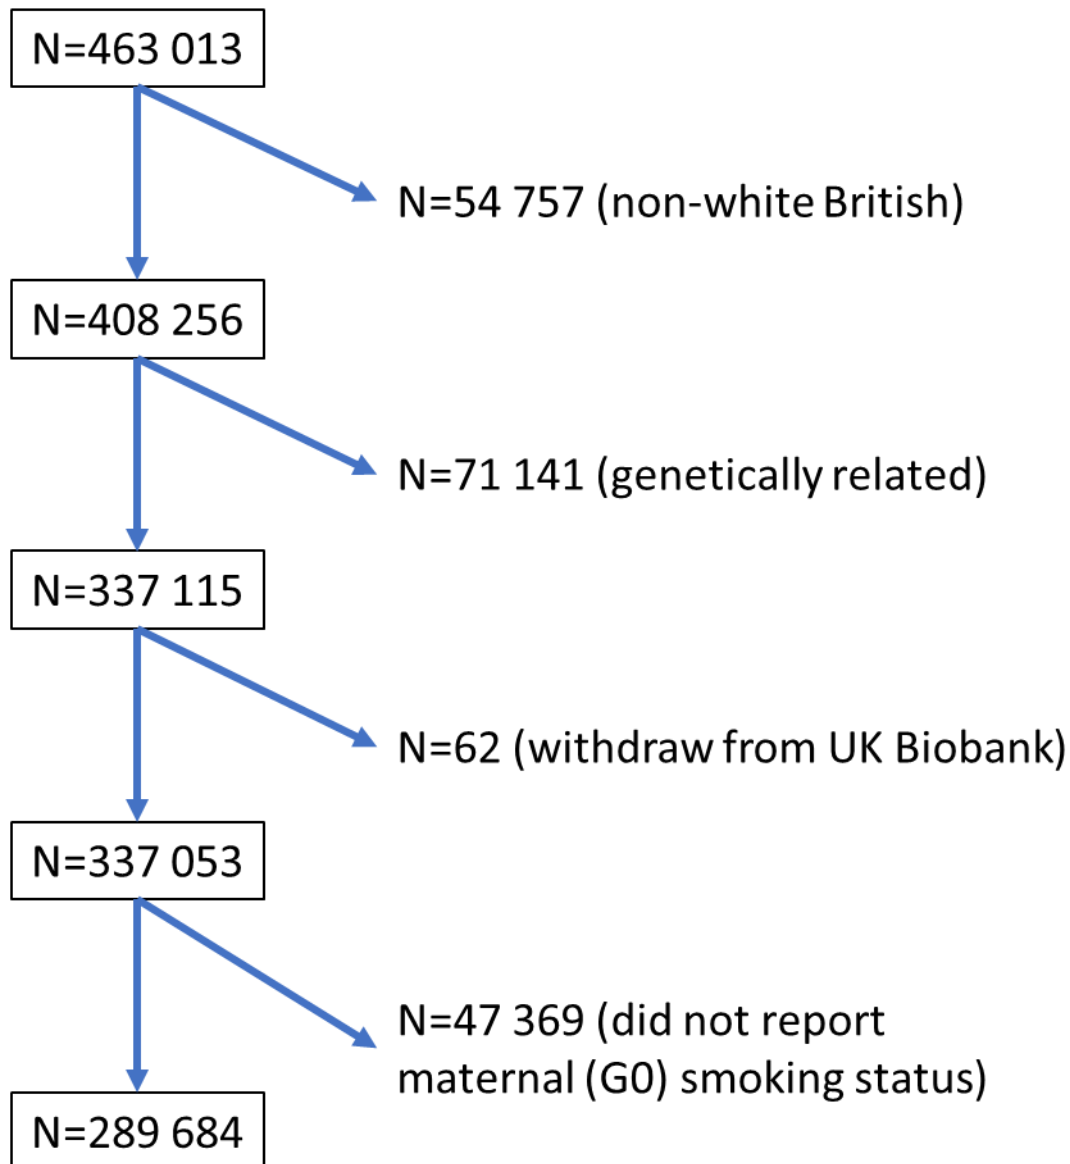 N=463 013
N=54 757 (non-white British)
N=408 256
N=71 141 (genetically related)
N=337 115
N=62 (withdraw from UK Biobank)
N=337 053
N=47 369 (did not report
maternal (G0) smoking status)
N=289 684